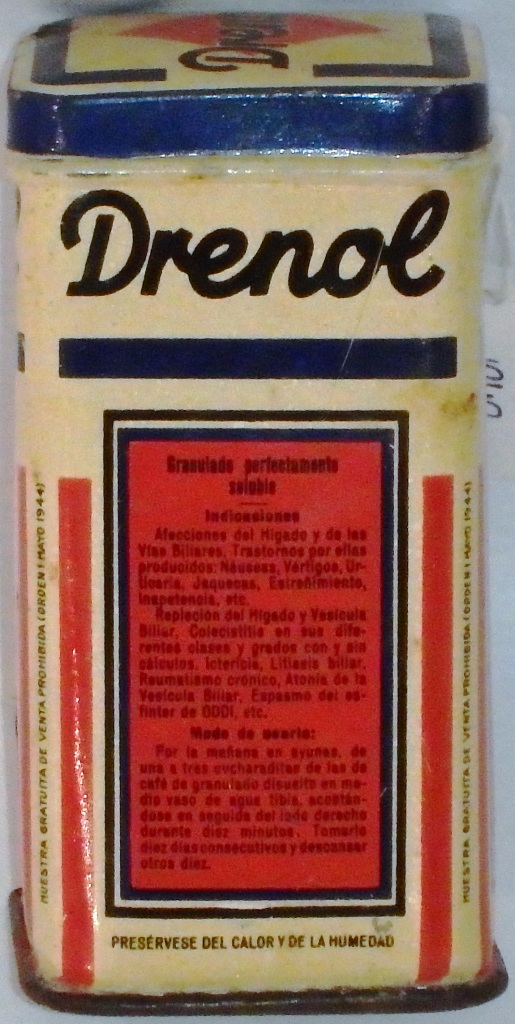 Drenol
Drenol
Granulado perfectamente
soluble
Indicaciones
Afecciones del Hígado y de las
Vías Biliares, Trastornos por ellas
producidos: Náuseas, Vértigos, Ur-
ticaria, Jaquecas, Estreñimiento,
Inapetencia, etc.
Repleción del Hígado y Vesícula
Biliar, Colecistitis en sus dife-
rentes clases y grados con y sin
cálculos, Ictericia, Litiasis biliar,
Reumatismo crónico, Atonía de la
Vesícula Biliar, Espasmo del es-
fínter de ODDI, etc.
Modo de usarlo:
Por la mañana en ayunas, de
una a tres cucharaditas de las de
café de granulado disuelto en me-
dio vaso de agua tibia, acostán-
dose en seguida del lado derecho
durante diez minutos. Tomarlo
diez días consecutivos y descansar
otros diez.
PRESÉRVESE DEL CALOR Y DE LA HUMEDAD
MUESTRA GRATUITA DE VENTA PROHIBIDA (ORDEN 1 MAYO 1944)
MUESTRA GRATUITA DE VENTA PROHIBIDA (ORDEN 1 MAYO 1944)